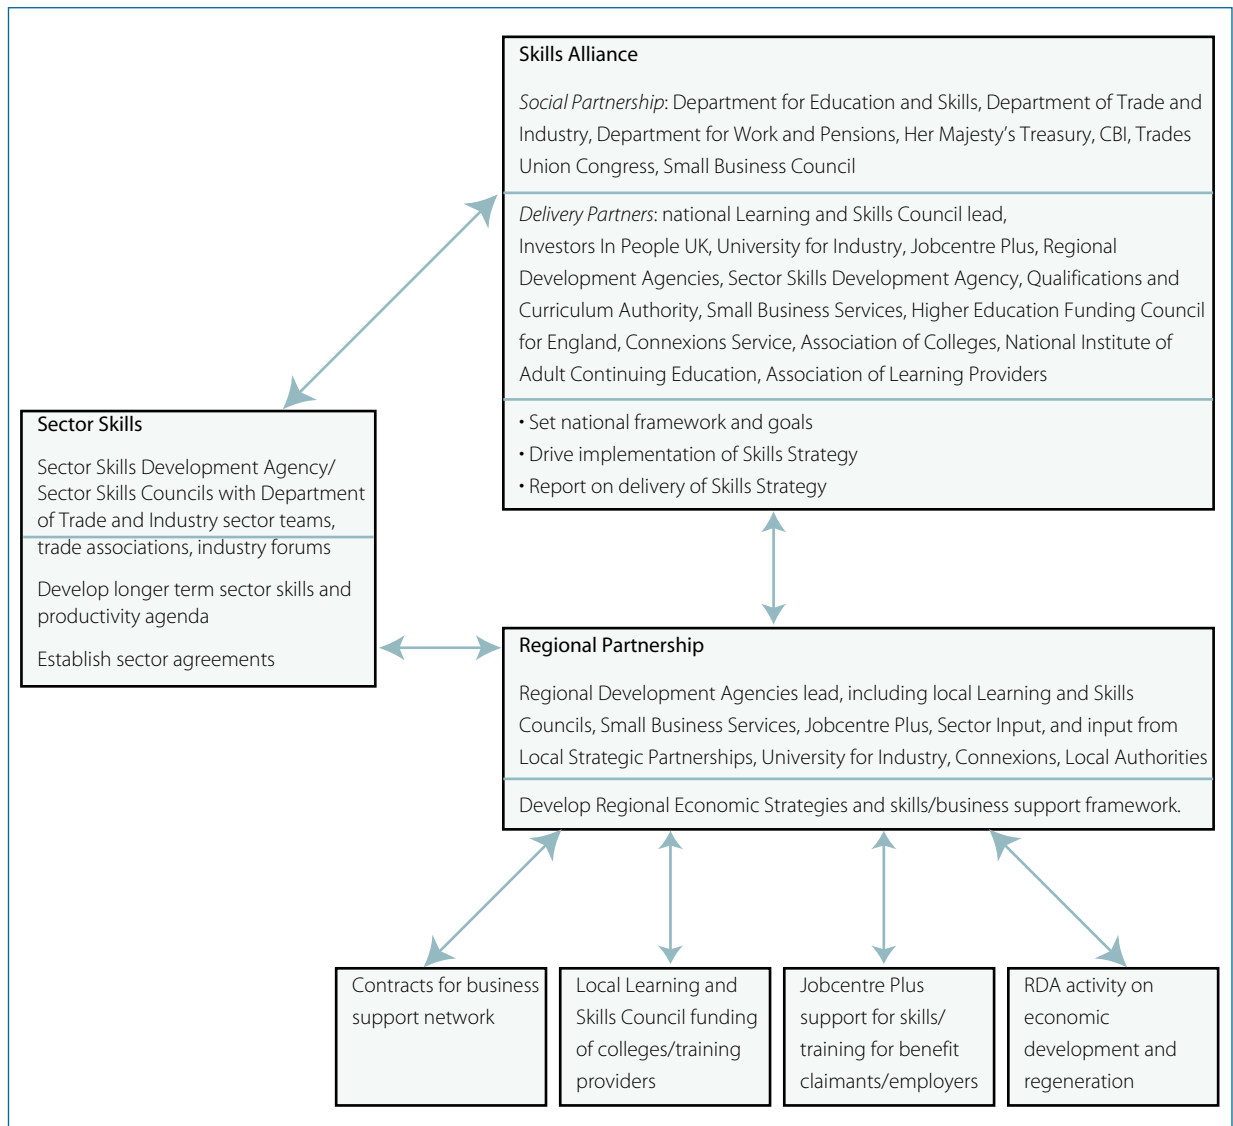 Skills Alliance
Social Partnership: Department for Education and Skills, Department of Trade and
Industry, Department for Work and Pensions, Her Majesty's Treasury, CBI, Trades
Union Congress, Small Business Council
Delivery Partners: national Learning and Skills Council lead,
Investors In People UK, University for Industry, Jobcentre Plus, Regional
Development Agencies, Sector Skills Development Agency, Qualifications and
Curriculum Authority, Small Business Services, Higher Education Funding Council
for England, Connexions Service, Association of Colleges, National Institute of
Adult Continuing Education, Association of Learning Providers
• Set national framework and goals
• Drive implementation of Skills Strategy
• Report on delivery of Skills Strategy
Sector Skills
Sector Skills Development Agency/
Sector Skills Councils with Department
of Trade and Industry sector teams,
trade associations, industry forums
Develop longer term sector skills and
productivity agenda
Establish sector agreements
Regional Partnership
Regional Development Agencies lead, including local Learning and Skills
Councils, Small Business Services, Jobcentre Plus, Sector Input, and input from
Local Strategic Partnerships, University for Industry, Connexions, Local Authorities
Develop Regional Economic Strategies and skills/business support framework.
Contracts for business
support network
Local Learning and
Skills Council funding
of colleges/training
providers
Jobcentre Plus
support for skills/
training for benefit
claimants/employers
RDA activity on
economic
development and
regeneration